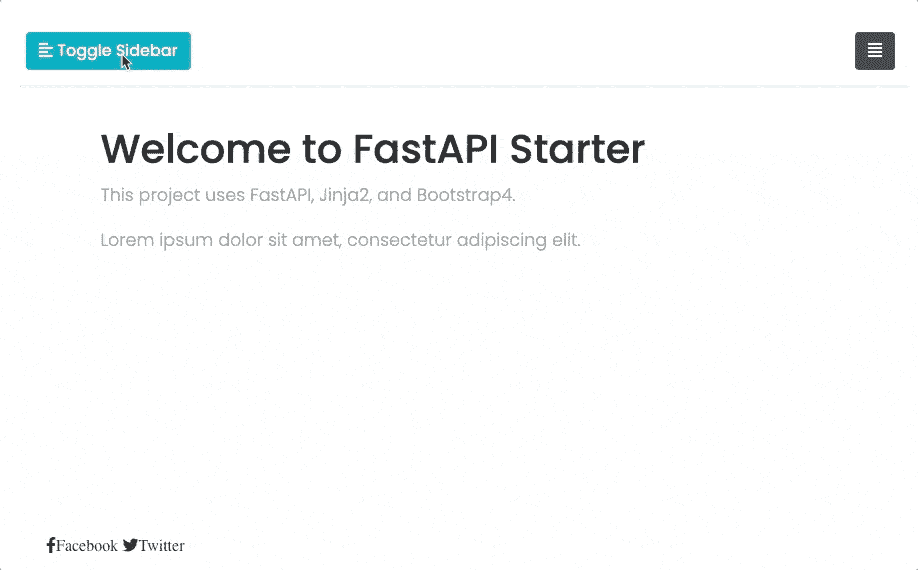 Toggle Sidebar
Welcome to FastAPI Starter
This project uses FastAPI, Jinja2, and Bootstrap4.
Lorem ipsum dolor sit amet, consectetur adipiscing elit.
Facebook Twitter